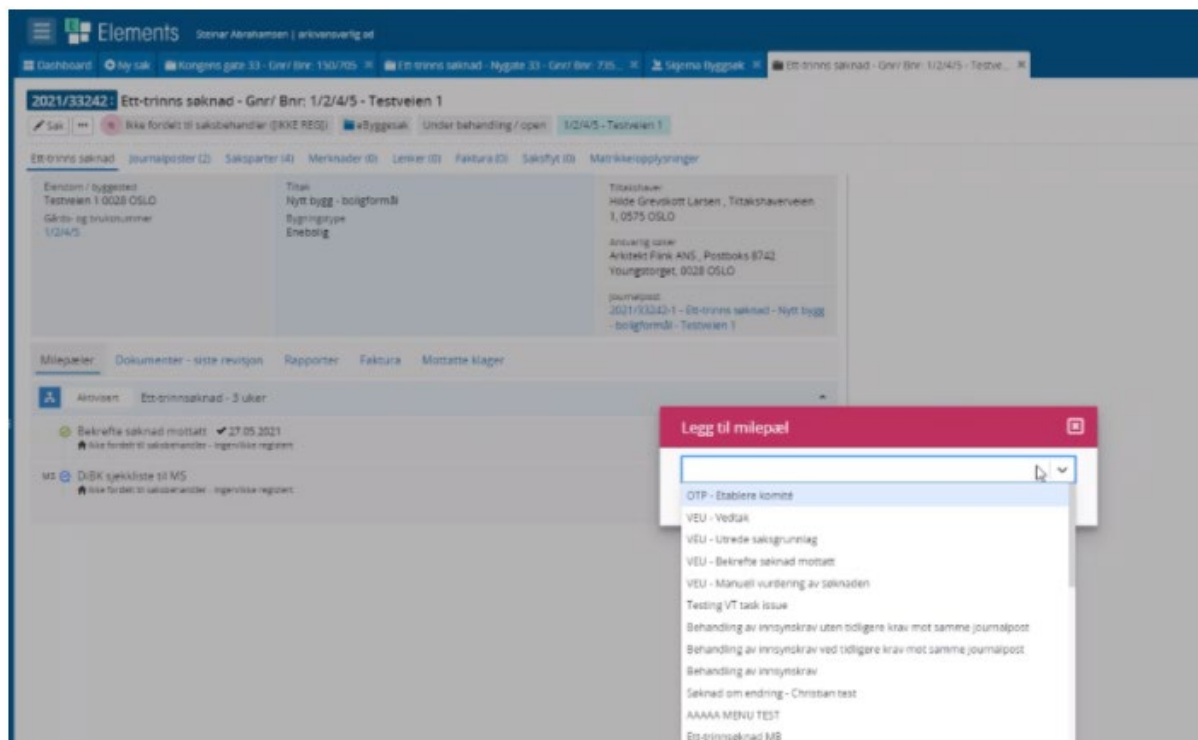 Elements Steinar Abrahamsen | arkivansvarlig ad
Dashboard Ny sak Kongens gate 33 - Gnr/ Bnr: 150/705 Ett-trinns søknad - Nygate 33 - Gnr/ Bnr: 735... Skjema Byggsøk Ett-trinns søknad - Gnr/ Bnr: 1/2/4/5 - Testve...
2021/33242: Ett-trinns søknad - Gnr/ Bnr: 1/2/4/5 - Testveien 1
Sak ... Ikke fordelt til saksbehandler ([IKKE REG]) eByggesak Under behandling / open 1/2/4/5 - Testveien 1
Ett-trinns søknad Journalposter (2) Saksparter (4) Merknader (0) Lenker (0) Faktura (0) Saksflyt (0) Matrikkelopplysninger
Eiendom / byggested
Testveien 1 0028 OSLO
Gårds- og bruksnummer
1/2/4/5
Tiltak
Nytt bygg - boligformål
Bygningstype
Enebolig
Tiltakshaver
Hilde Grevskott Larsen , Tiltakshaverveien
1, 0575 OSLO
Ansvarlig søker
Arkitekt Flink ANS , Postboks 8742
Youngstorget, 0028 OSLO
Journalpost
2021/33242-1 - Ett-trinns søknad - Nytt bygg
- boligformål - Testveien 1
Milepæler Dokumenter - siste revisjon Rapporter Faktura Mottatte klager
Aktivisert Ett-trinnsøknad - 3 uker
Bekrefte søknad mottatt ✔ 27.05.2021
Ikke fordelt til saksbehandler - Ingen/ikke registert
MS DiBK sjekkliste til MS
Ikke fordelt til saksbehandler - Ingen/ikke registert
Legg til milepæl
OTP - Etablere komité
VEU - Vedtak
VEU - Utrede saksgrunnlag
VEU - Bekrefte søknad mottatt
VEU - Manuell vurdering av søknaden
Testing VT task issue
Behandling av innsynskrav uten tidligere krav mot samme journalpost
Behandling av innsynskrav ved tidligere krav mot samme journalpost
Behandling av innsynskrav
Søknad om endring - Christian test
AAAAA MENU TEST
Ett-trinnsøknad MB